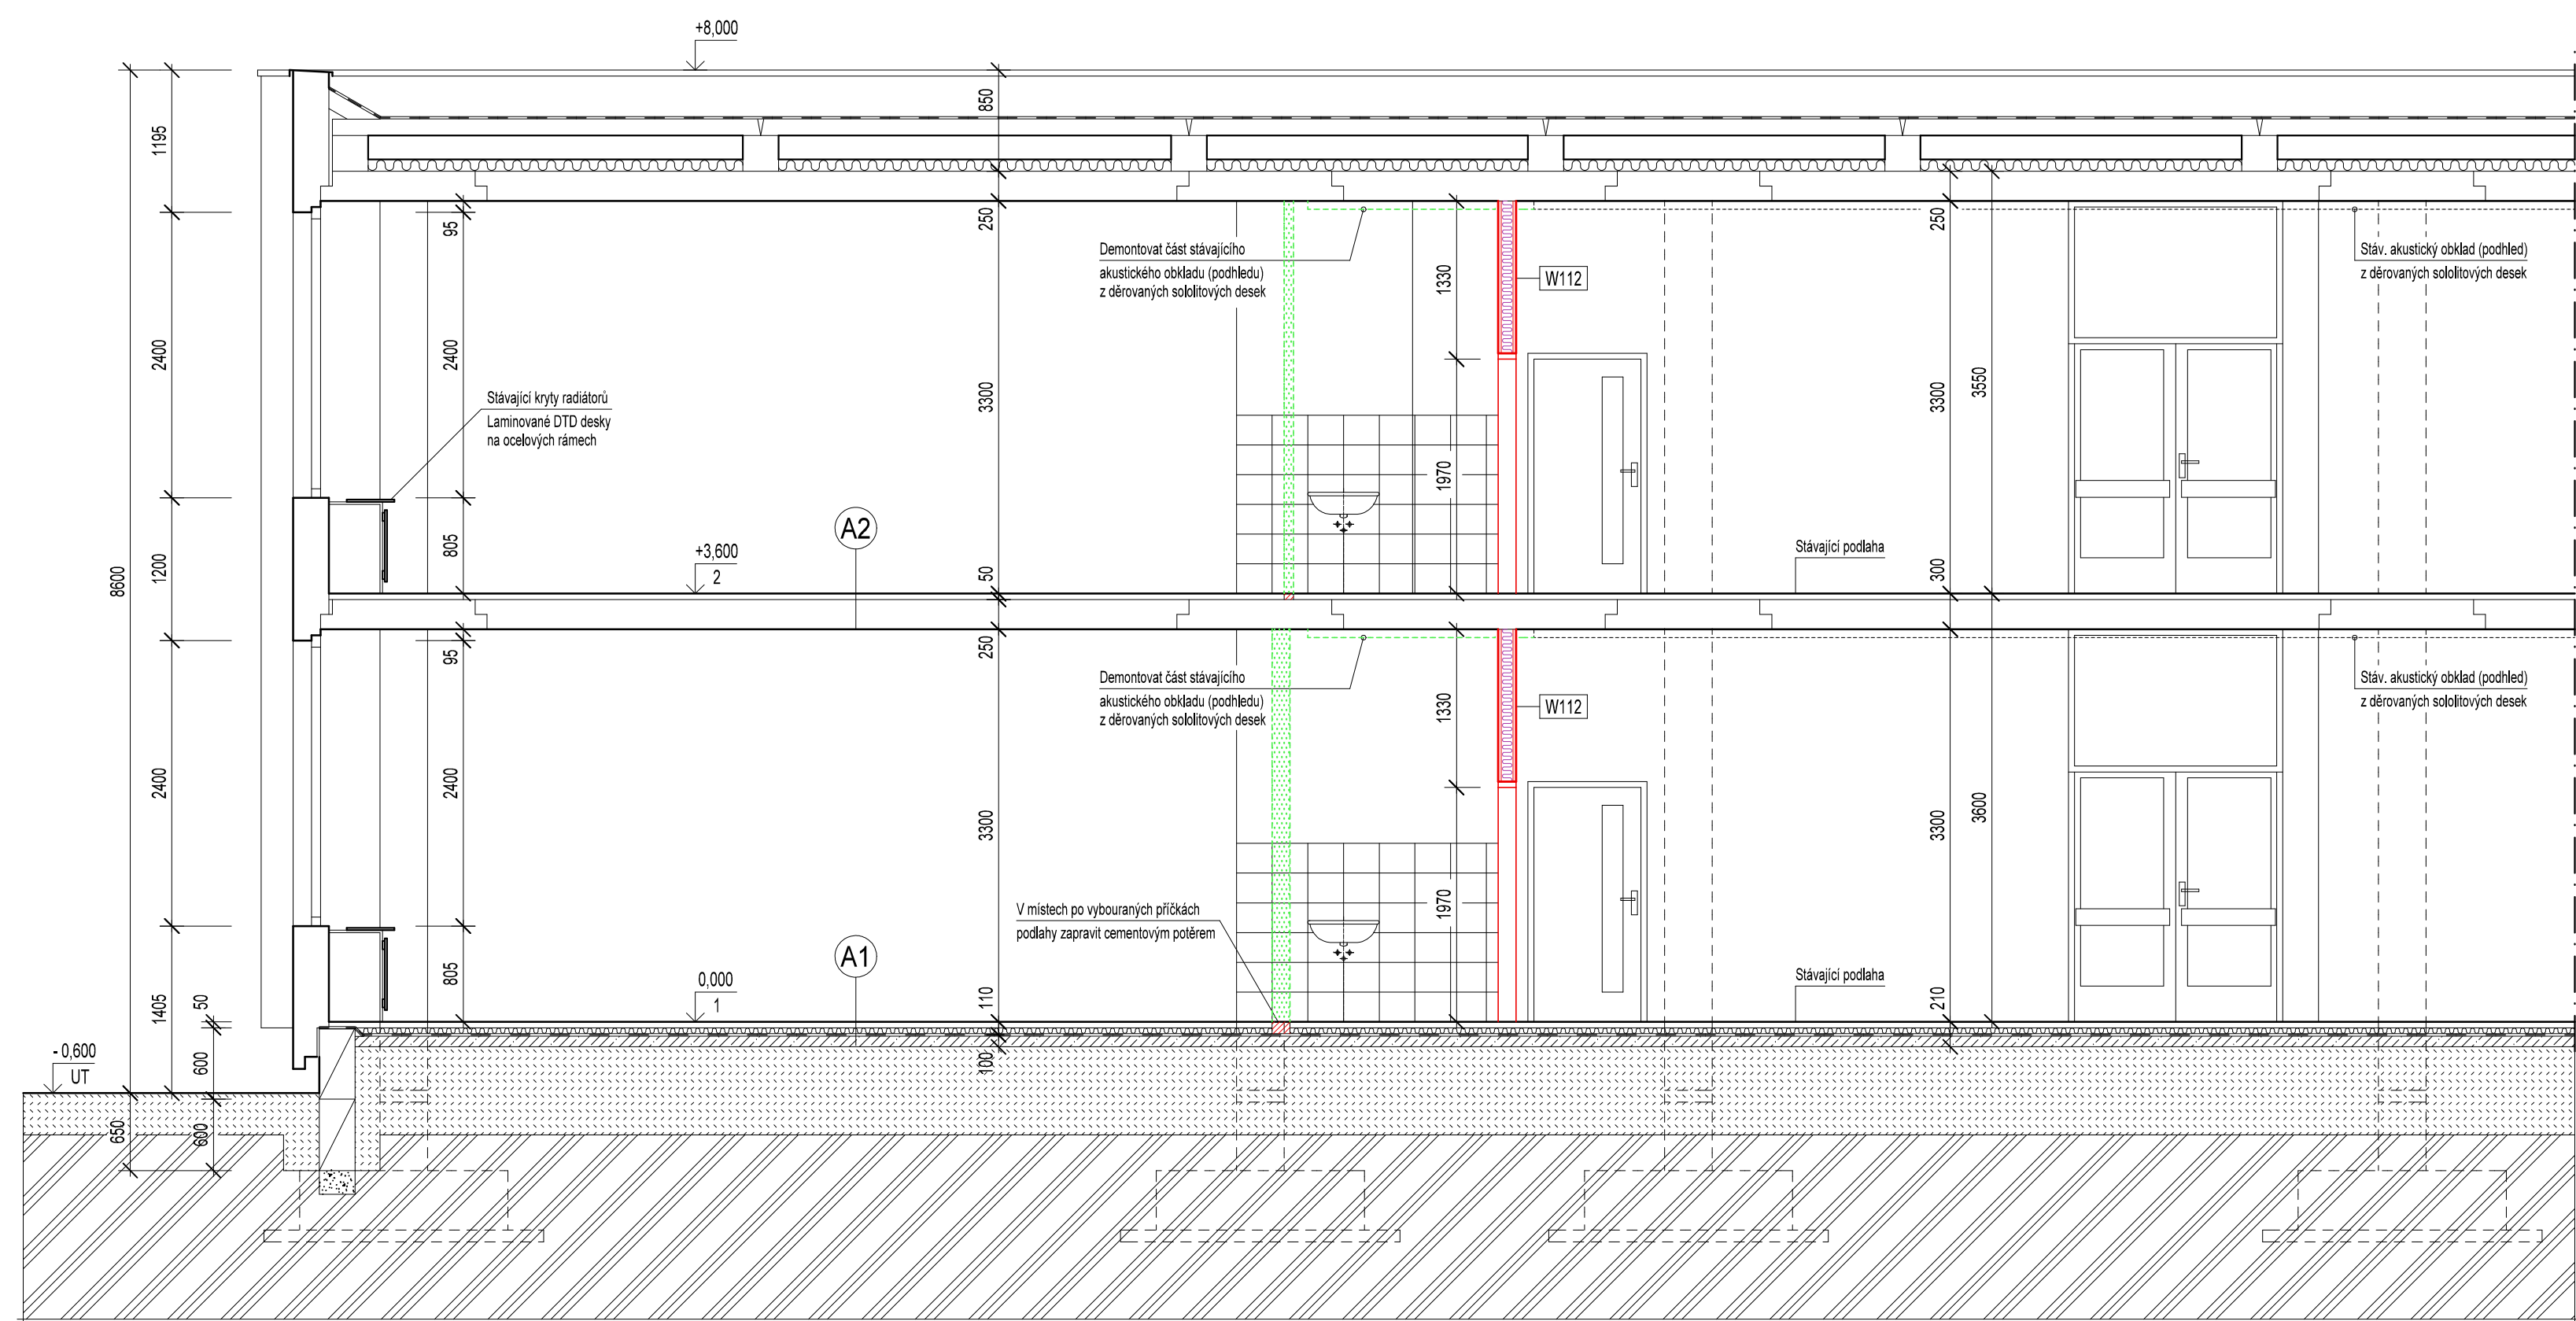 +8,000
850
1195
95
250
250
Demontovat část stávajícího
akustického obkladu (podhledu)
z děrovaných sololitových desek
1330
W112
Stáv. akustický obklad (podhled)
z děrovaných sololitových desek
2400
2400
3300
3300
3550
Stávající kryty radiátorů
Laminované DTD desky
na ocelových rámech
1970
8600
1200
805
+3,600
2
A2
50
Stávající podlaha
300
95
250
Demontovat část stávajícího
akustického obkladu (podhledu)
z děrovaných sololitových desek
1330
W112
Stáv. akustický obklad (podhled)
z děrovaných sololitových desek
2400
2400
3300
3300
3600
V místech po vybouraných příčkách
podlahy zapravit cementovým potěrem
1970
1405
50
805
0,000
1
A1
110
Stávající podlaha
210
- 0,600
UT
600
100
650
600